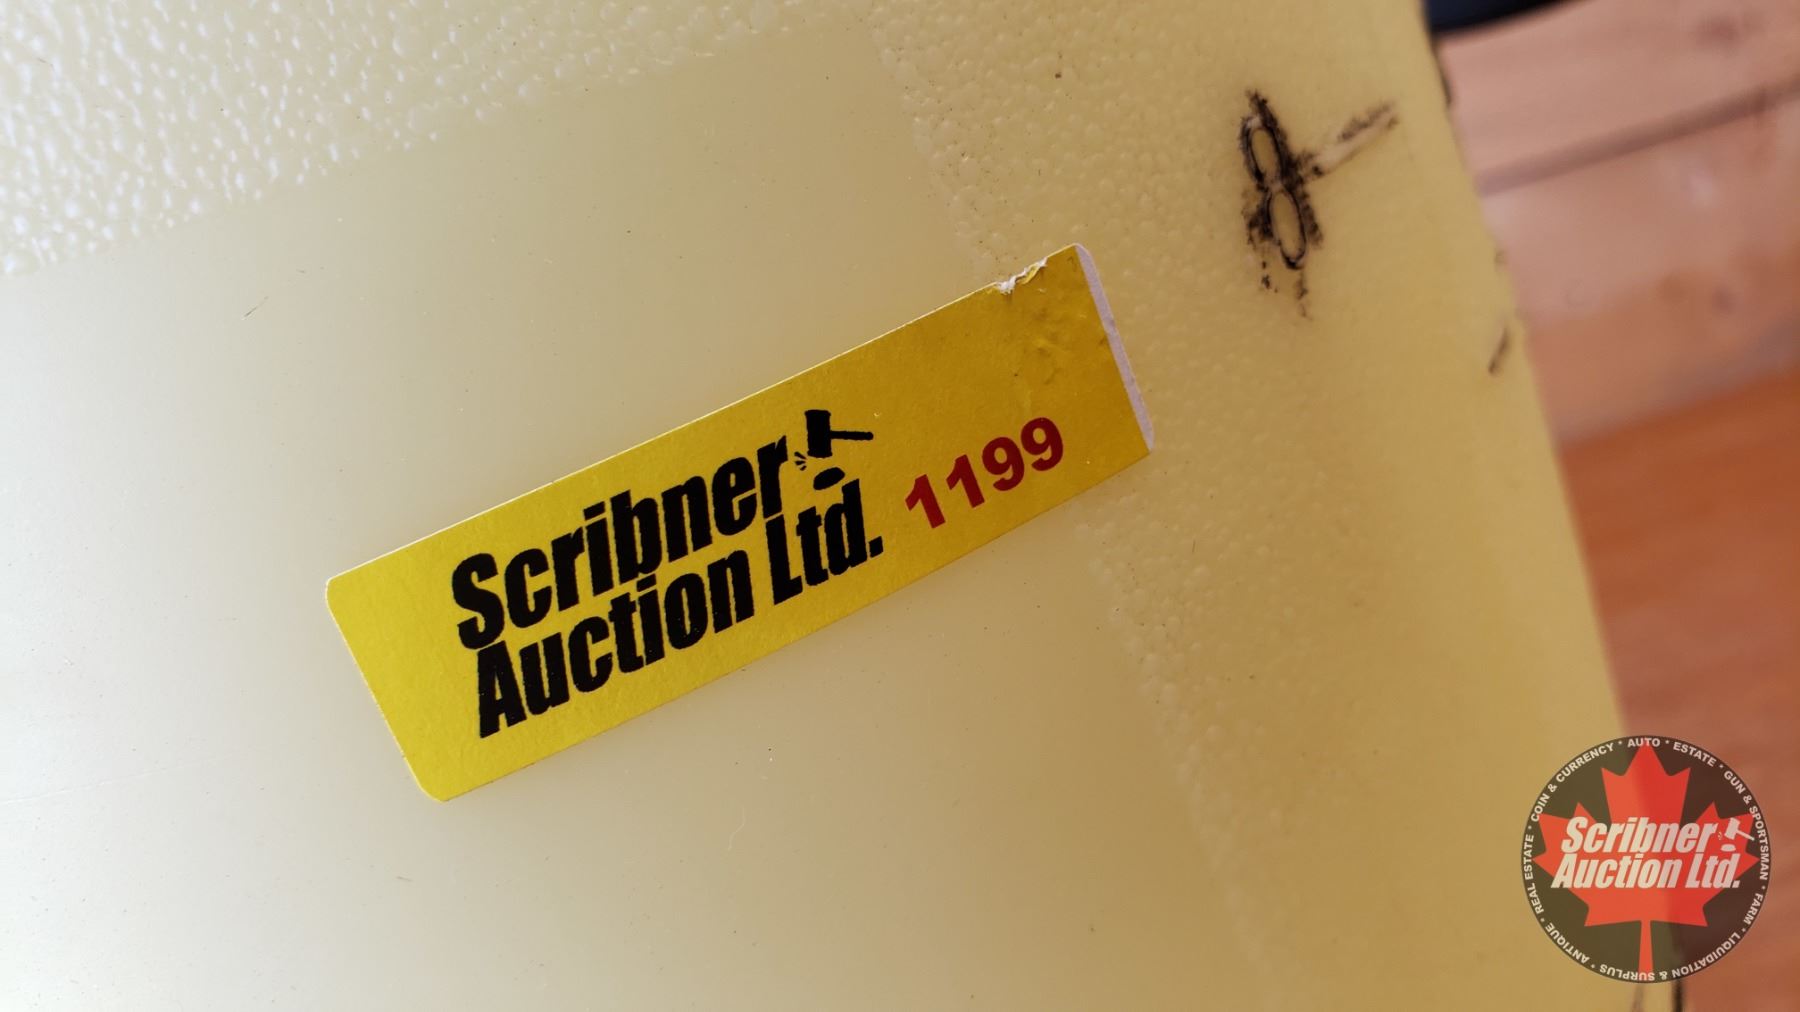 Scribner
Auction Ltd.
1199
8
COIN & CURRENCY * AUTO * ESTATE * GUN & SPORTSMAN * FARM * LIQUIDATION & SURPLUS * ANTIQUE * REAL ESTATE *
Scribner
Auction Ltd.